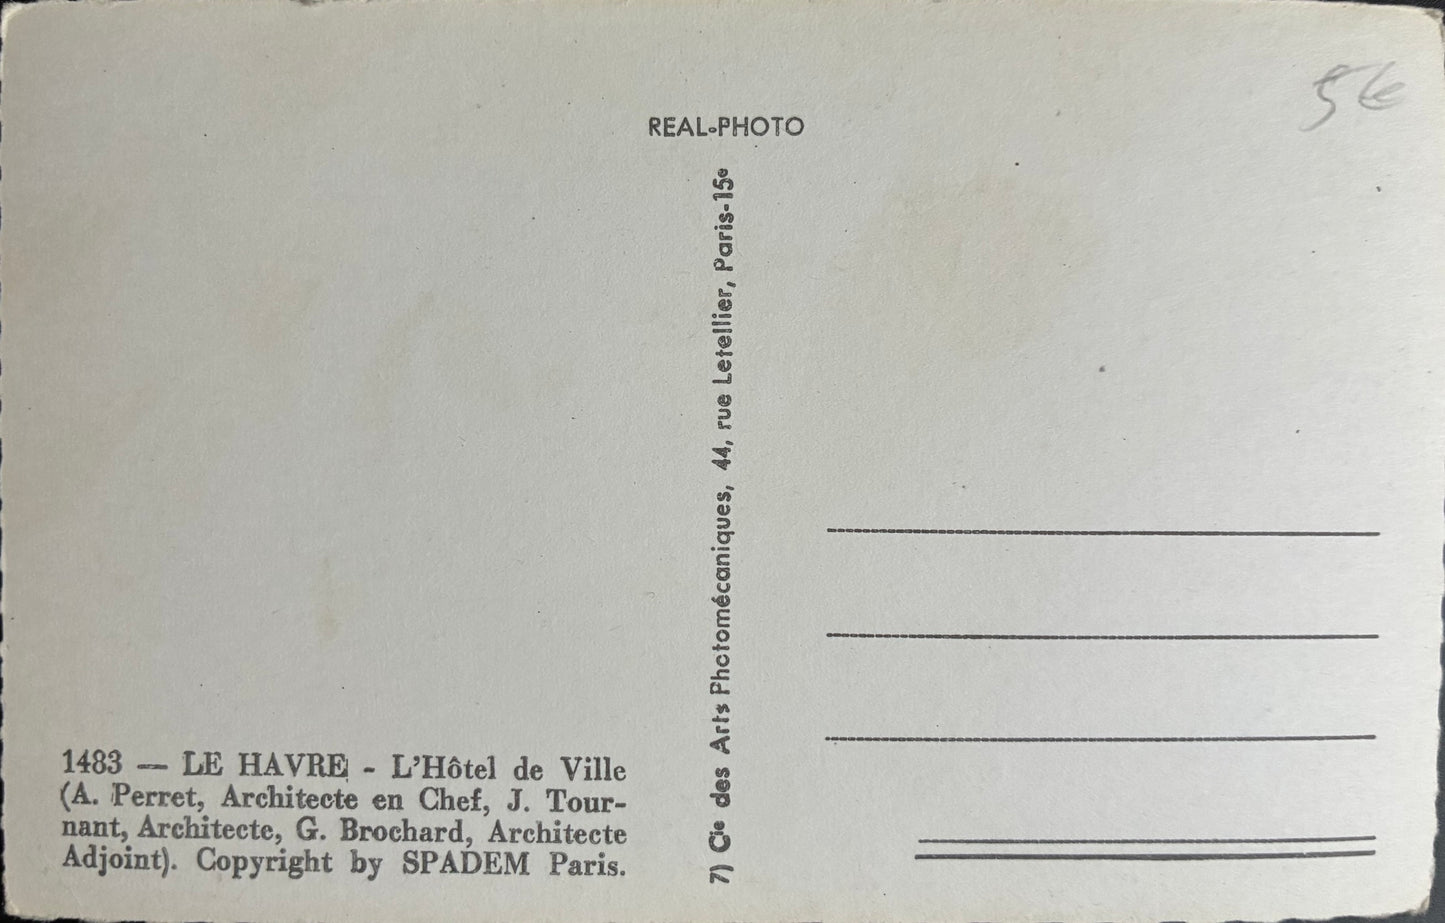 5€
REAL-PHOTO
7) Cie des Arts Photomécaniques, 44, rue Letellier, Paris-15e
1483 — LE HAVRE - L'Hôtel de Ville
(A. Perret, Architecte en Chef, J. Tour-
nant, Architecte, G. Brochard, Architecte
Adjoint). Copyright by SPADEM Paris.